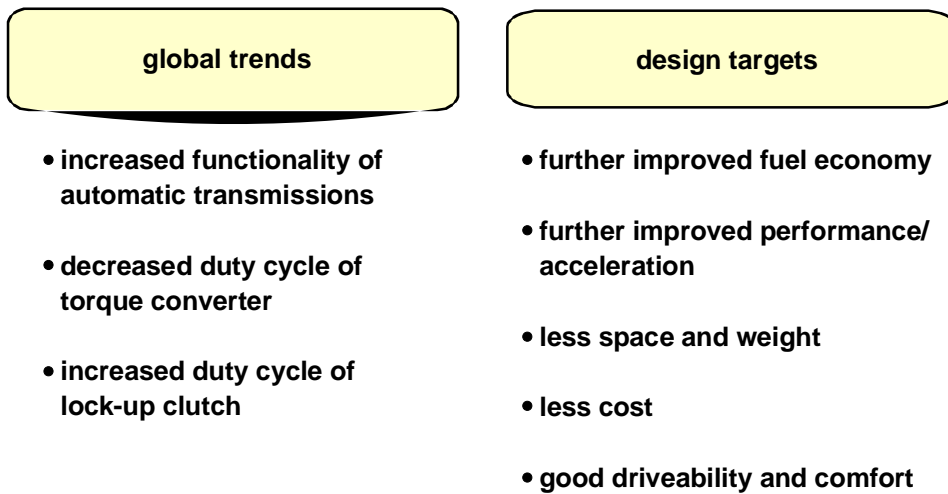 global trends
• increased functionality of
automatic transmissions
• decreased duty cycle of
torque converter
• increased duty cycle of
lock-up clutch
design targets
• further improved fuel economy
• further improved performance/
acceleration
• less space and weight
• less cost
• good driveability and comfort